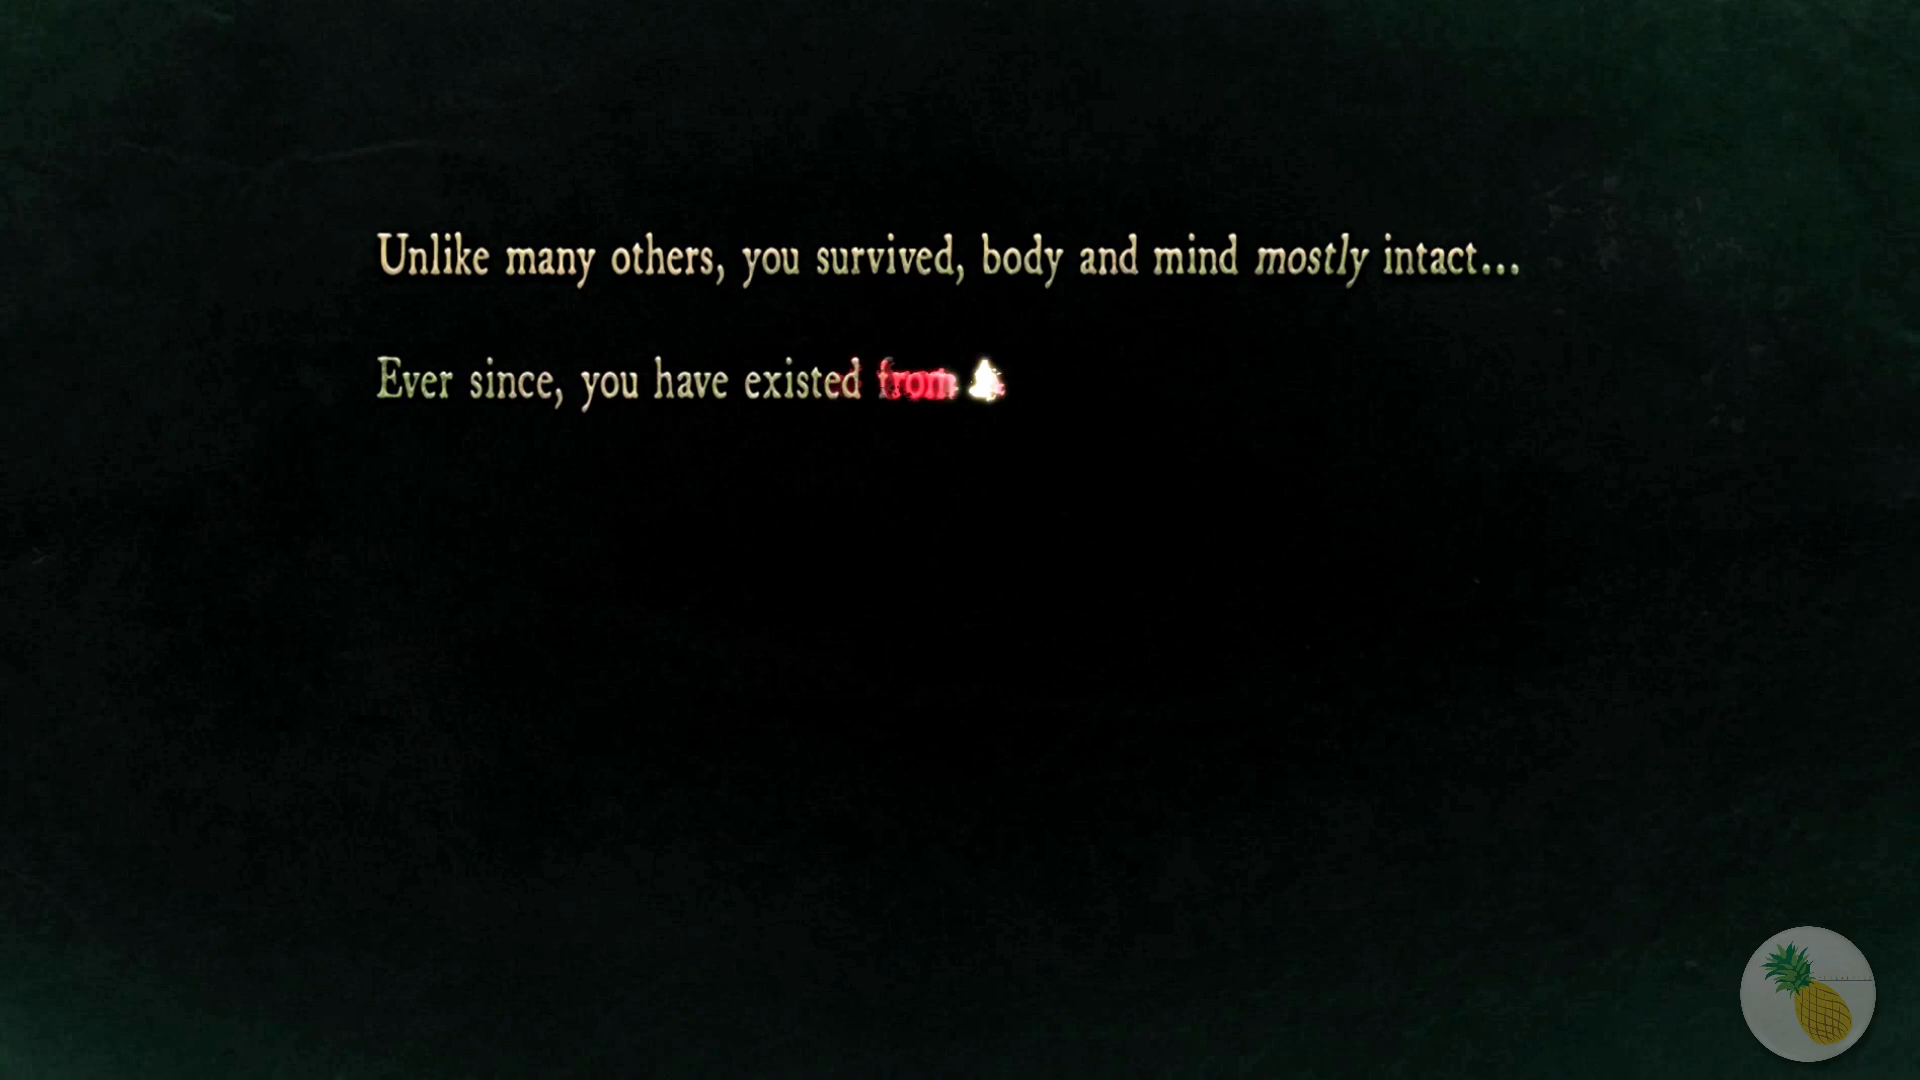 Unlike many others, you survived, body and mind mostly intact...
Ever since, you have existed from